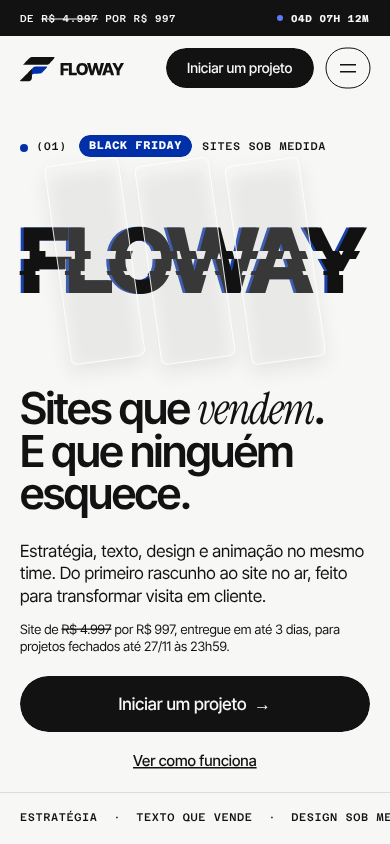 DE R$ 4.997 POR R$ 997
04D 07H 12M
FLOWAY
Iniciar um projeto
(01) BLACK FRIDAY SITES SOB MEDIDA
FLOWAY
Sites que vendem.
E que ninguém
esquece.
Estratégia, texto, design e animação no mesmo
time. Do primeiro rascunho ao site no ar, feito
para transformar visita em cliente.
Site de R$ 4.997 por R$ 997, entregue em até 3 dias, para
projetos fechados até 27/11 às 23h59.
Iniciar um projeto →
Ver como funciona
ESTRATÉGIA · TEXTO QUE VENDE · DESIGN SOB ME